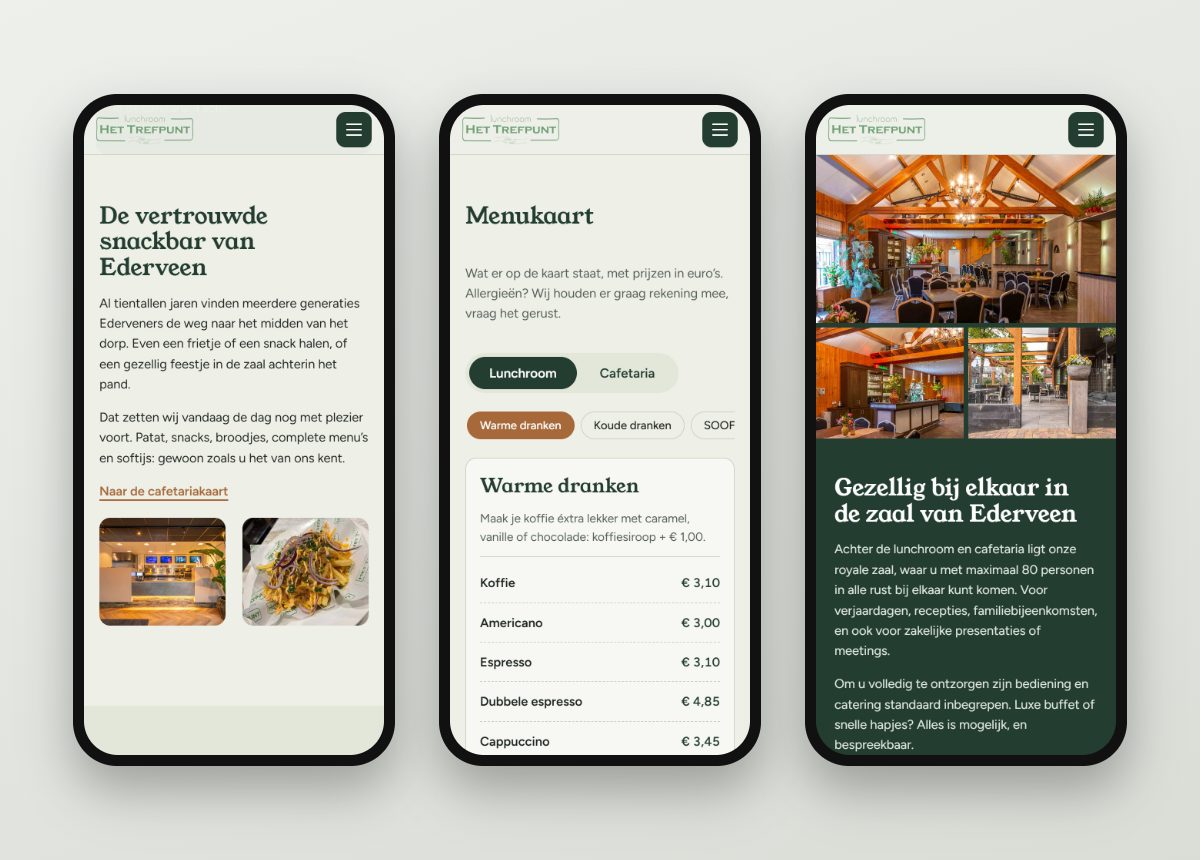 lunchroom
HET TREFPUNT
De vertrouwde
snackbar van
Ederveen
Al tientallen jaren vinden meerdere generaties
Ederveners de weg naar het midden van het
dorp. Even een frietje of een snack halen, of
een gezellig feestje in de zaal achterin het
pand.
Dat zetten wij vandaag de dag nog met plezier
voort. Patat, snacks, broodjes, complete menu's
en softijs: gewoon zoals u het van ons kent.
Naar de cafetariakaart
lunchroom
HET TREFPUNT
Menukaart
Wat er op de kaart staat, met prijzen in euro's.
Allergieën? Wij houden er graag rekening mee,
vraag het gerust.
Lunchroom Cafetaria
Warme dranken Koude dranken SOOF
Warme dranken
Maak je koffie éxtra lekker met caramel,
vanille of chocolade: koffiesiroop + € 1,00.
Koffie € 3,10
Americano € 3,00
Espresso € 3,10
Dubbele espresso € 4,85
Cappuccino € 3,45
lunchroom
HET TREFPUNT
Gezellig bij elkaar in
de zaal van Ederveen
Achter de lunchroom en cafetaria ligt onze
royale zaal, waar u met maximaal 80 personen
in alle rust bij elkaar kunt komen. Voor
verjaardagen, recepties, familiebijeenkomsten,
en ook voor zakelijke presentaties of
meetings.
Om u volledig te ontzorgen zijn bediening en
catering standaard inbegrepen. Luxe buffet of
snelle hapjes? Alles is mogelijk, en
bespreekbaar.